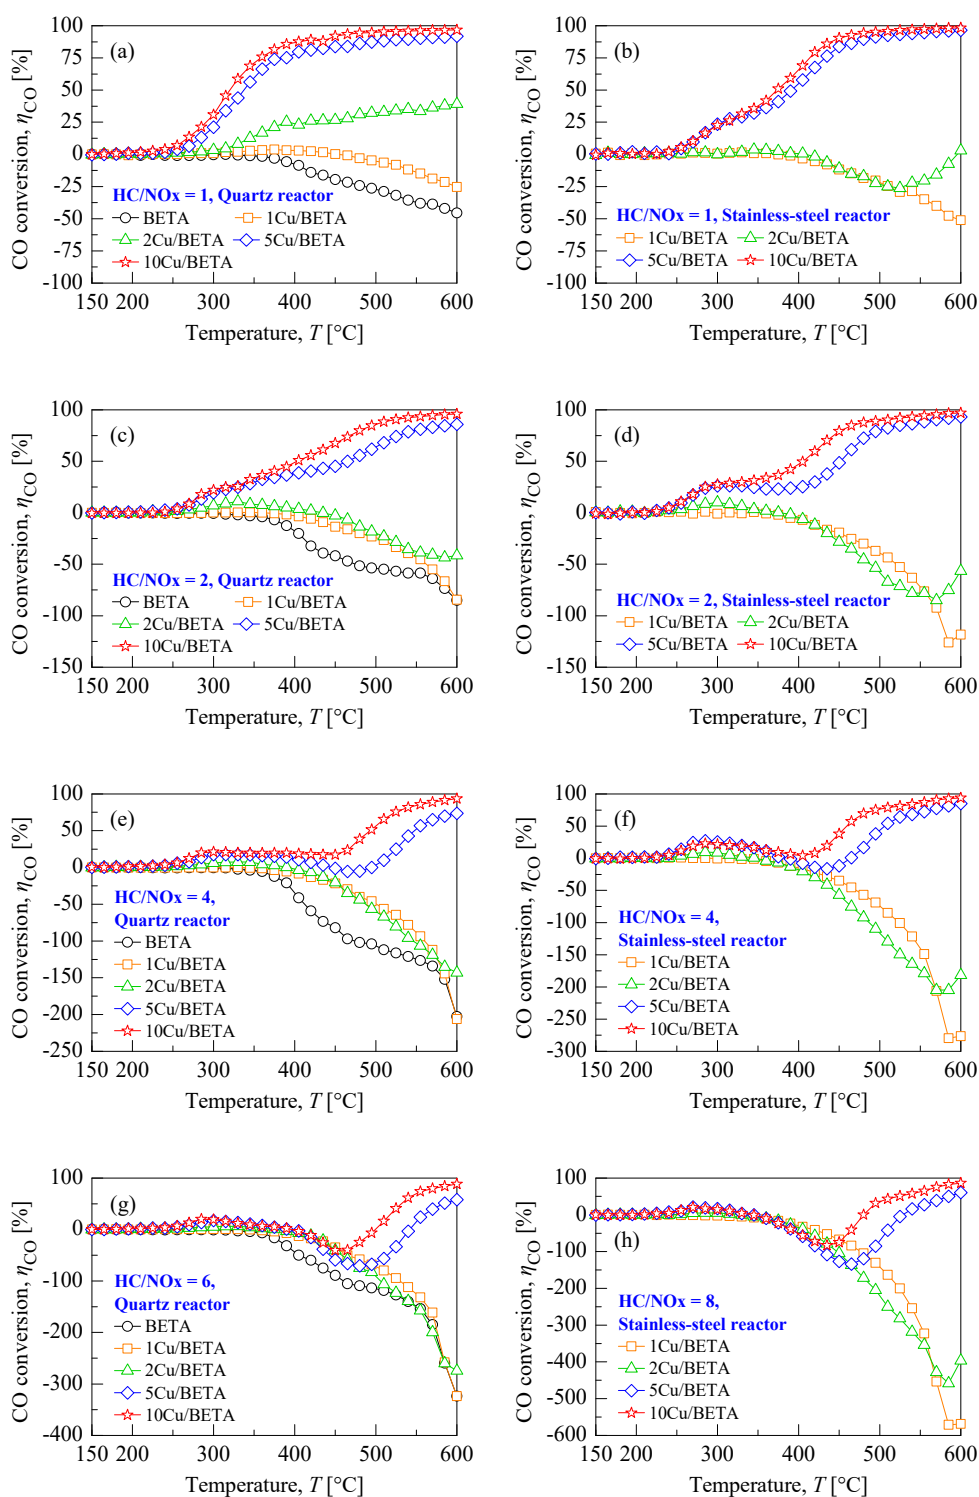 100
75
50
25
0
-25
-50
-75
-100
CO conversion, ηCO [%]
(a)
HC/NOx = 1, Quartz reactor
BETA 1Cu/BETA
2Cu/BETA 5Cu/BETA
10Cu/BETA
150 200 300 400 500 600
Temperature, T [°C]
100
75
50
25
0
-25
-50
-75
-100
CO conversion, ηCO [%]
(b)
HC/NOx = 1, Stainless-steel reactor
1Cu/BETA 2Cu/BETA
5Cu/BETA 10Cu/BETA
150 200 300 400 500 600
Temperature, T [°C]
100
50
0
-50
-100
-150
CO conversion, ηCO [%]
(c)
HC/NOx = 2, Quartz reactor
BETA 1Cu/BETA
2Cu/BETA 5Cu/BETA
10Cu/BETA
150 200 300 400 500 600
Temperature, T [°C]
100
50
0
-50
-100
-150
CO conversion, ηCO [%]
(d)
HC/NOx = 2, Stainless-steel reactor
1Cu/BETA 2Cu/BETA
5Cu/BETA 10Cu/BETA
150 200 300 400 500 600
Temperature, T [°C]
100
50
0
-50
-100
-150
-200
-250
CO conversion, ηCO [%]
(e)
HC/NOx = 4,
Quartz reactor
BETA
1Cu/BETA
2Cu/BETA
5Cu/BETA
10Cu/BETA
150 200 300 400 500 600
Temperature, T [°C]
100
50
0
-50
-100
-150
-200
-250
-300
CO conversion, ηCO [%]
(f)
HC/NOx = 4,
Stainless-steel reactor
1Cu/BETA
2Cu/BETA
5Cu/BETA
10Cu/BETA
150 200 300 400 500 600
Temperature, T [°C]
100
0
-100
-200
-300
-400
CO conversion, ηCO [%]
(g)
HC/NOx = 6,
Quartz reactor
BETA
1Cu/BETA
2Cu/BETA
5Cu/BETA
10Cu/BETA
150 200 300 400 500 600
Temperature, T [°C]
100
0
-100
-200
-300
-400
-500
-600
CO conversion, ηCO [%]
(h)
HC/NOx = 8,
Stainless-steel reactor
1Cu/BETA
2Cu/BETA
5Cu/BETA
10Cu/BETA
150 200 300 400 500 600
Temperature, T [°C]